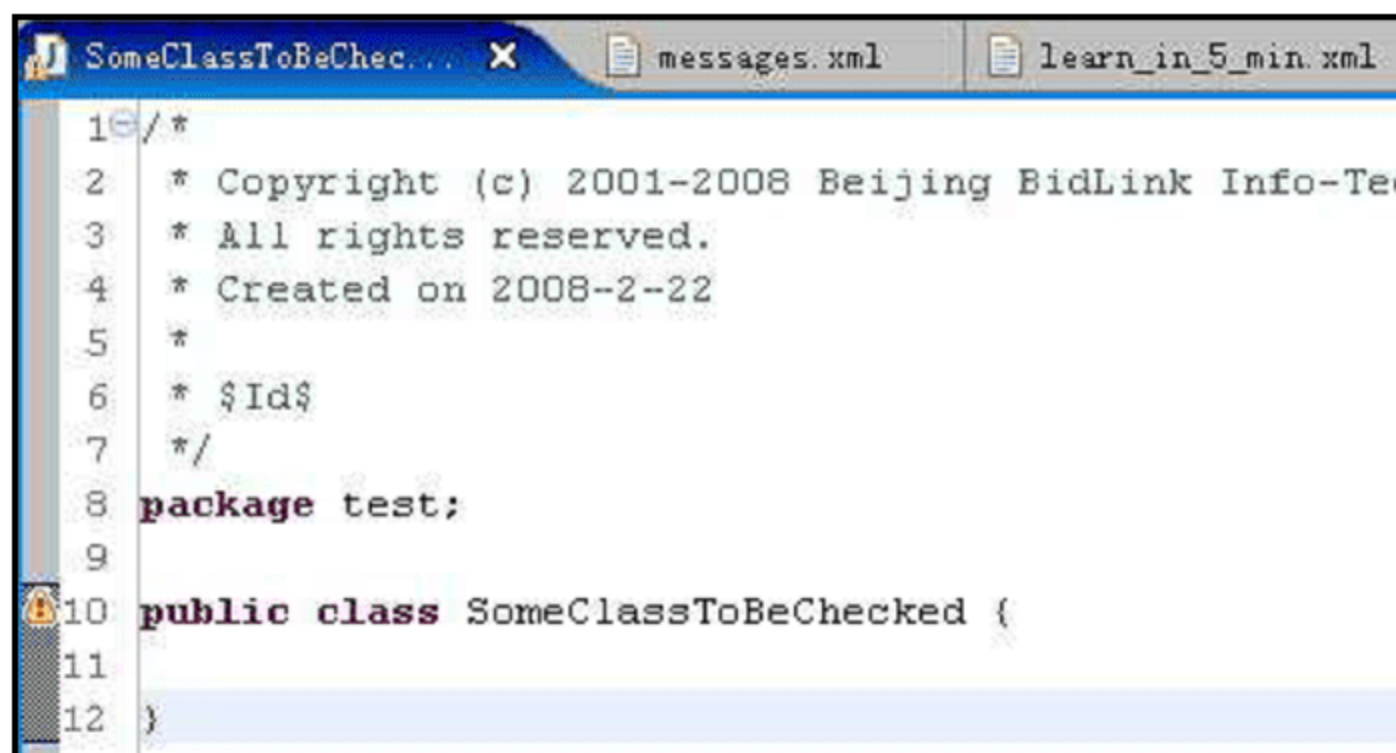 SomeClassToBeChec... messages.xml learn_in_5_min.xml
1 /*
2 * Copyright (c) 2001-2008 Beijing BidLink Info-Tec
3 * All rights reserved.
4 * Created on 2008-2-22
5 *
6 * $Id$
7 */
8 package test;
9
10 public class SomeClassToBeChecked {
11
12 }